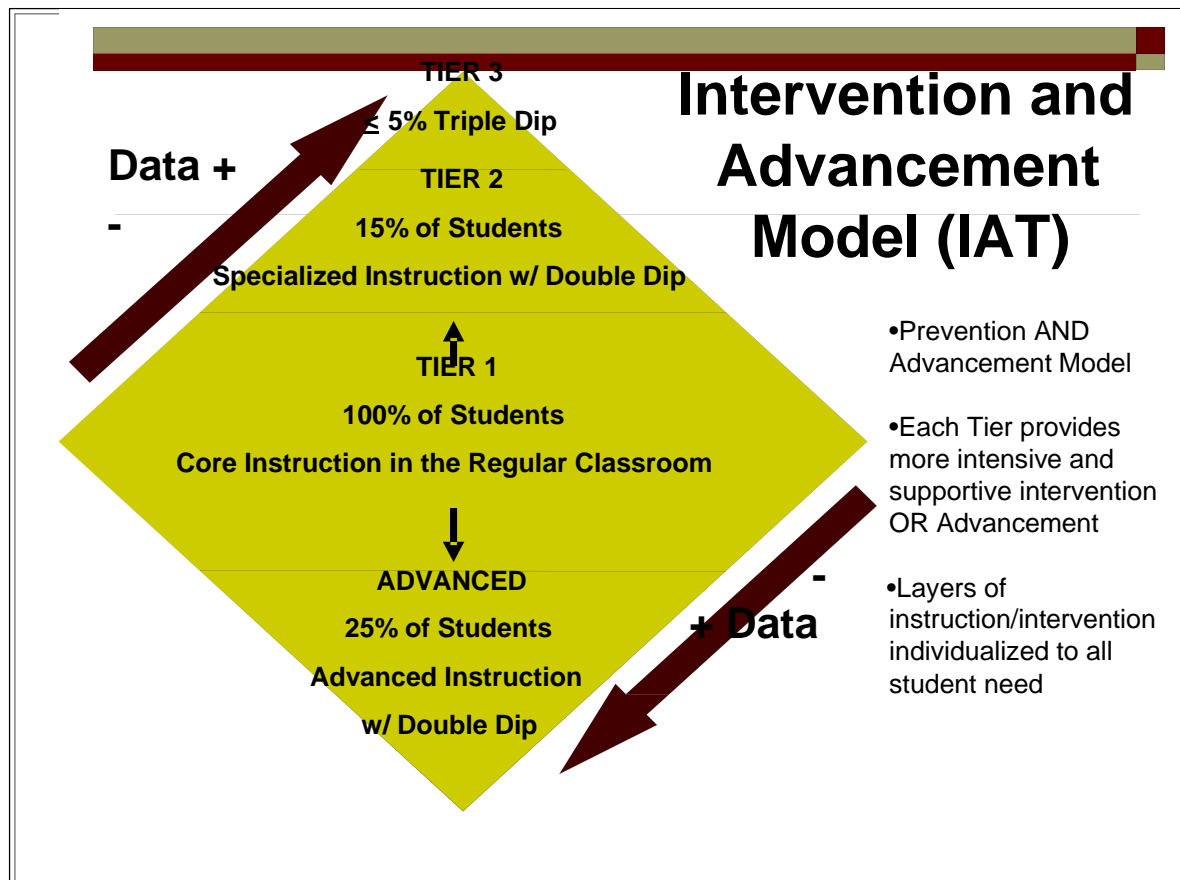 Intervention and
Advancement
Model (IAT)
TIER 3
≤ 5% Triple Dip
Data +
-
TIER 2
15% of Students
Specialized Instruction w/ Double Dip
TIER 1
100% of Students
Core Instruction in the Regular Classroom
ADVANCED
25% of Students
Advanced Instruction
w/ Double Dip
-
+ Data
•Prevention AND
Advancement Model
•Each Tier provides
more intensive and
supportive intervention
OR Advancement
•Layers of
instruction/intervention
individualized to all
student need